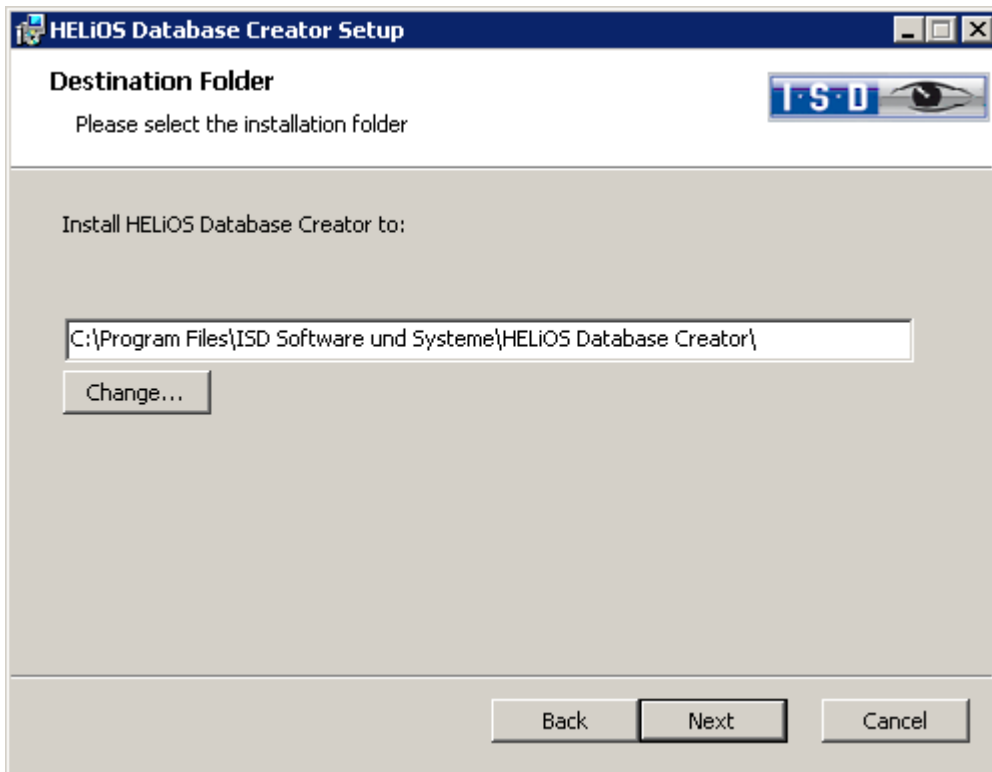 HELiOS Database Creator Setup
Destination Folder
Please select the installation folder
I·S·D
Install HELiOS Database Creator to:
C:\Program Files\ISD Software und Systeme\HELiOS Database Creator\
Change...
Back Next Cancel